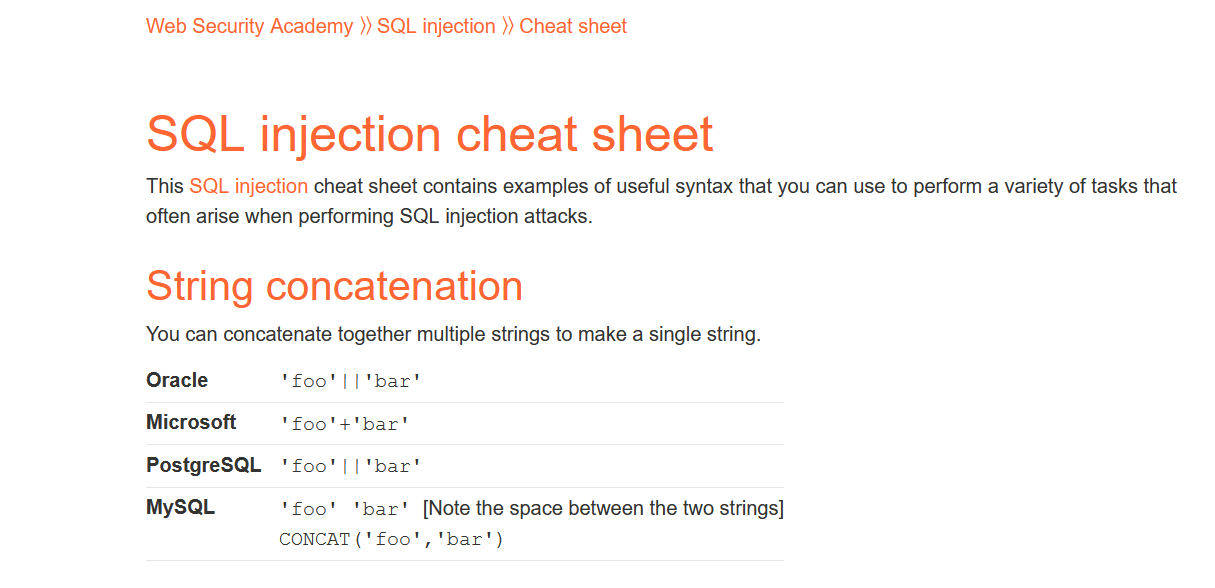 Web Security Academy ⟩⟩ SQL injection ⟩⟩ Cheat sheet
SQL injection cheat sheet
This SQL injection cheat sheet contains examples of useful syntax that you can use to perform a variety of tasks that
often arise when performing SQL injection attacks.
String concatenation
You can concatenate together multiple strings to make a single string.
Oracle 'foo'||'bar'
Microsoft 'foo'+'bar'
PostgreSQL 'foo'||'bar'
MySQL 'foo' 'bar' [Note the space between the two strings]
CONCAT('foo','bar')